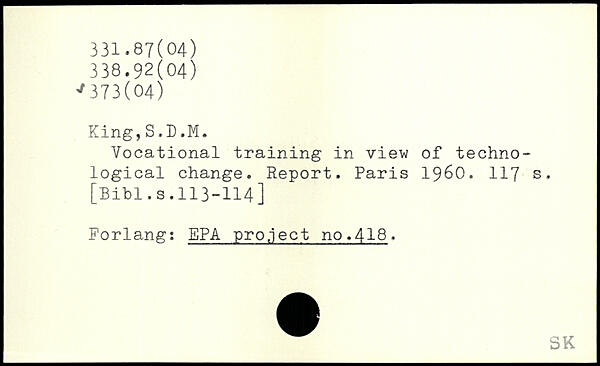 331.87(04)
338.92(04)
✓373(04)
King,S.D.M.
Vocational training in view of techno-
logical change. Report. Paris 1960. 117 s.
[Bibl.s.113-114]
Forlang: EPA project no.418.
SK